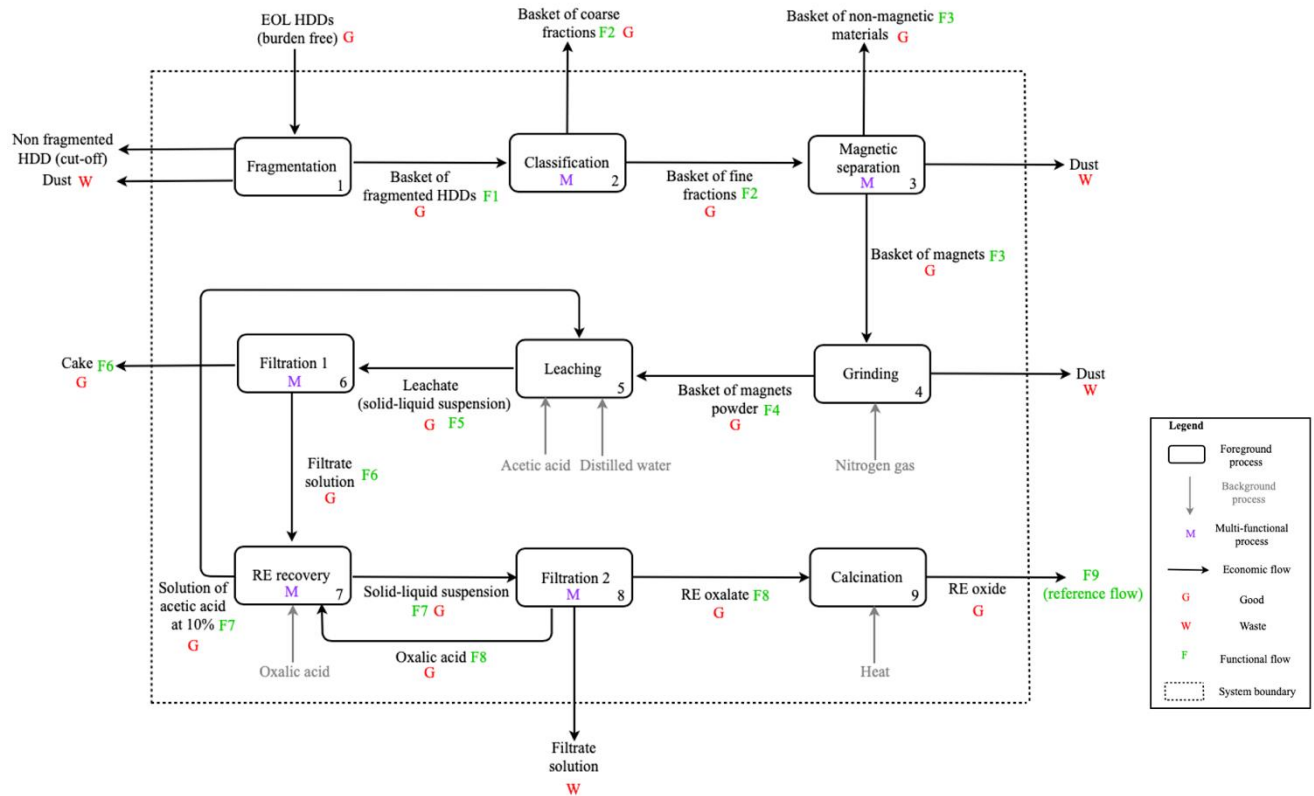 EOL HDDs
(burden free) G
Basket of coarse
fractions F2 G
Basket of non-magnetic F3
materials G
Non fragmented
HDD (cut-off)
Dust W
Fragmentation
1
Basket of
fragmented HDDs F1
G
Classification
M 2
Basket of fine
fractions F2
G
Magnetic
separation
M 3
Dust
W
Basket of magnets F3
G
Cake F6
G
Filtration 1
M 6
Leachate
(solid-liquid suspension)
G F5
Leaching
5
Basket of magnets
powder F4
G
Grinding
4
Dust
W
Acetic acid
Distilled water
Nitrogen gas
Filtrate
solution F6
G
RE recovery
M 7
Solution of
acetic acid
at 10% F7
G
Solid-liquid suspension
F7 G
Filtration 2
M 8
RE oxalate F8
G
Calcination
9
RE oxide
G
F9
(reference flow)
Oxalic acid
Oxalic acid F8
G
Heat
Filtrate
solution
W
Legend
Foreground
process
Background
process
M Multi-functional
process
Economic flow
G Good
W Waste
F Functional flow
System boundary